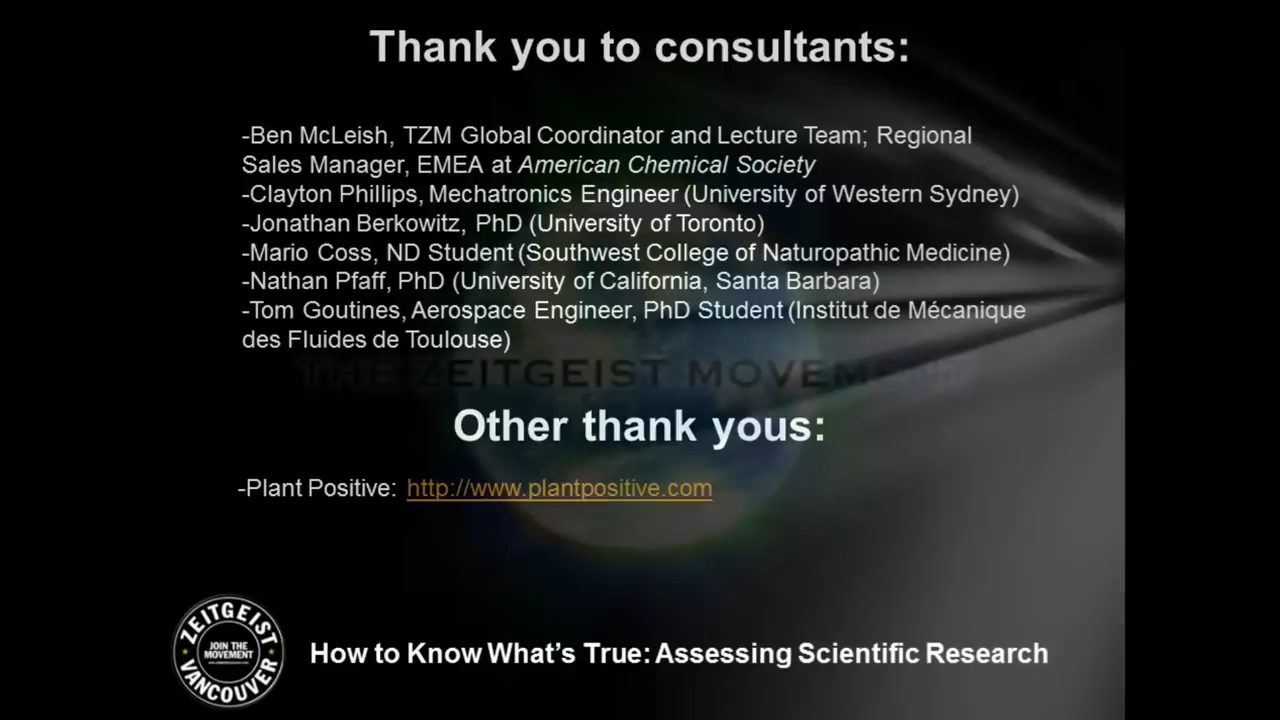 Thank you to consultants:
-Ben McLeish, TZM Global Coordinator and Lecture Team; Regional
Sales Manager, EMEA at American Chemical Society
-Clayton Phillips, Mechatronics Engineer (University of Western Sydney)
-Jonathan Berkowitz, PhD (University of Toronto)
-Mario Coss, ND Student (Southwest College of Naturopathic Medicine)
-Nathan Pfaff, PhD (University of California, Santa Barbara)
-Tom Goutines, Aerospace Engineer, PhD Student (Institut de Mécanique
des Fluides de Toulouse)
THE ZEITGEIST MOVEMENT
Other thank yous:
-Plant Positive: http://www.plantpositive.com
ZEITGEIST
JOIN THE
MOVEMENT
VANCOUVER
How to Know What's True: Assessing Scientific Research